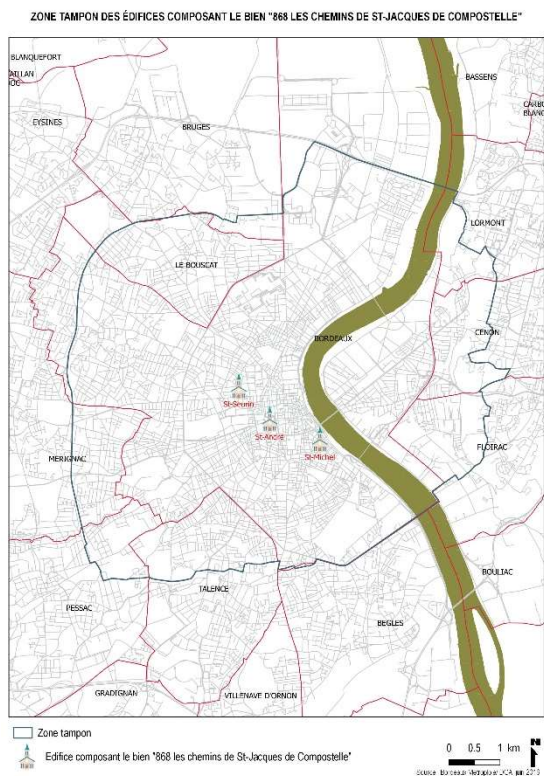 ZONE TAMPON DES ÉDIFICES COMPOSANT LE BIEN "868 LES CHEMINS DE ST-JACQUES DE COMPOSTELLE"
BLANQUEFORT
BASSENS
EYSINES
BRUGES
LORMONT
LE BOUSCAT
BORDEAUX
CENON
St-Seurin
St-André
St-Michel
FLOIRAC
MERIGNAC
BOULIAC
TALENCE
PESSAC
BEGLES
GRADIGNAN
VILLENAVE D'ORNON
Zone tampon
Edifice composant le bien "868 les chemins de St-Jacques de Compostelle"
0 0.5 1 km
N